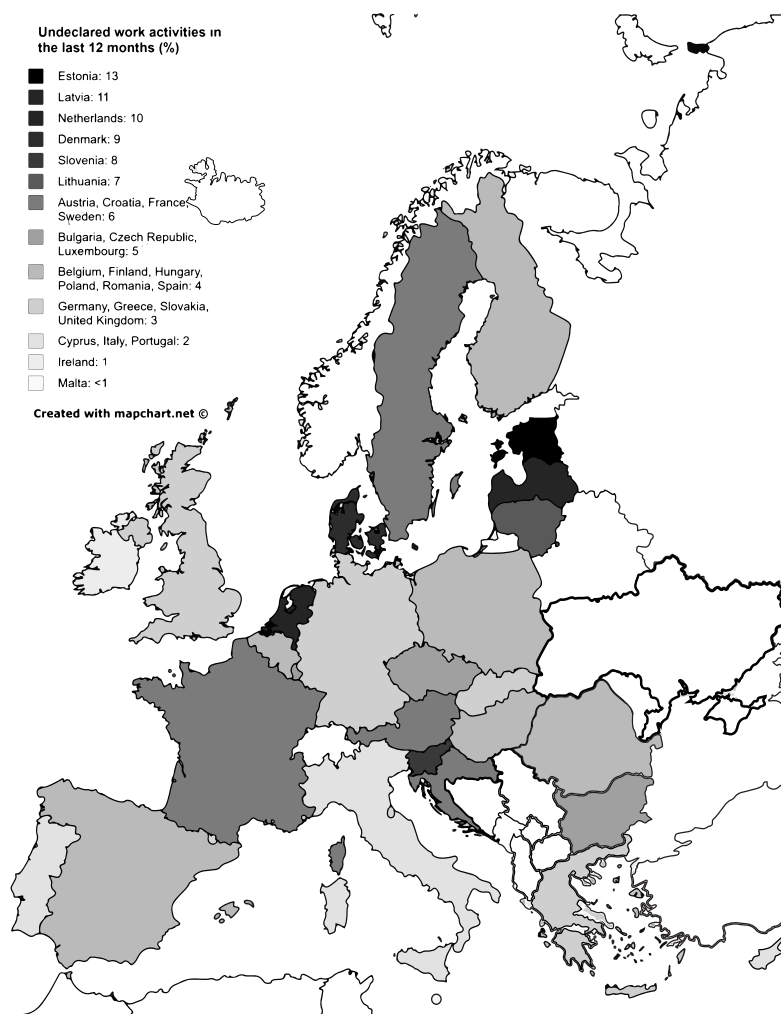 Undeclared work activities in
the last 12 months (%)
Estonia: 13
Latvia: 11
Netherlands: 10
Denmark: 9
Slovenia: 8
Lithuania: 7
Austria, Croatia, France,
Sweden: 6
Bulgaria, Czech Republic,
Luxembourg: 5
Belgium, Finland, Hungary,
Poland, Romania, Spain: 4
Germany, Greece, Slovakia,
United Kingdom: 3
Cyprus, Italy, Portugal: 2
Ireland: 1
Malta: <1
Created with mapchart.net ©